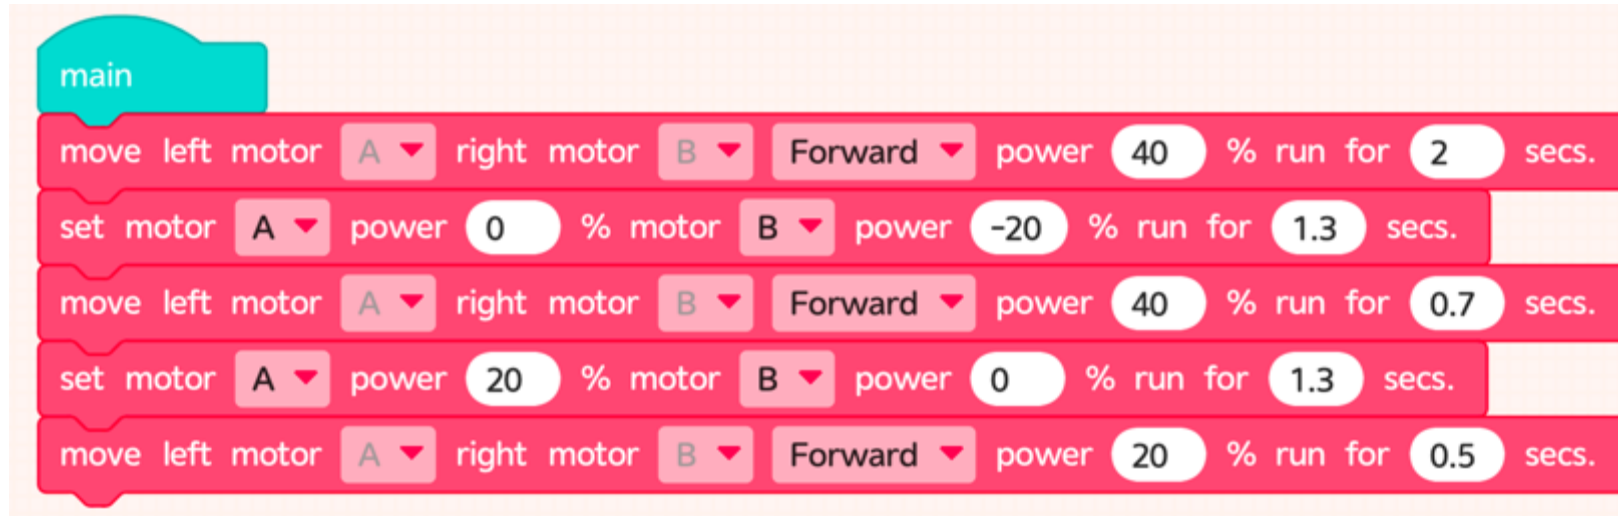 main
move left motor A right motor B Forward power 40 % run for 2 secs.
set motor A power 0 % motor B power -20 % run for 1.3 secs.
move left motor A right motor B Forward power 40 % run for 0.7 secs.
set motor A power 20 % motor B power 0 % run for 1.3 secs.
move left motor A right motor B Forward power 20 % run for 0.5 secs.